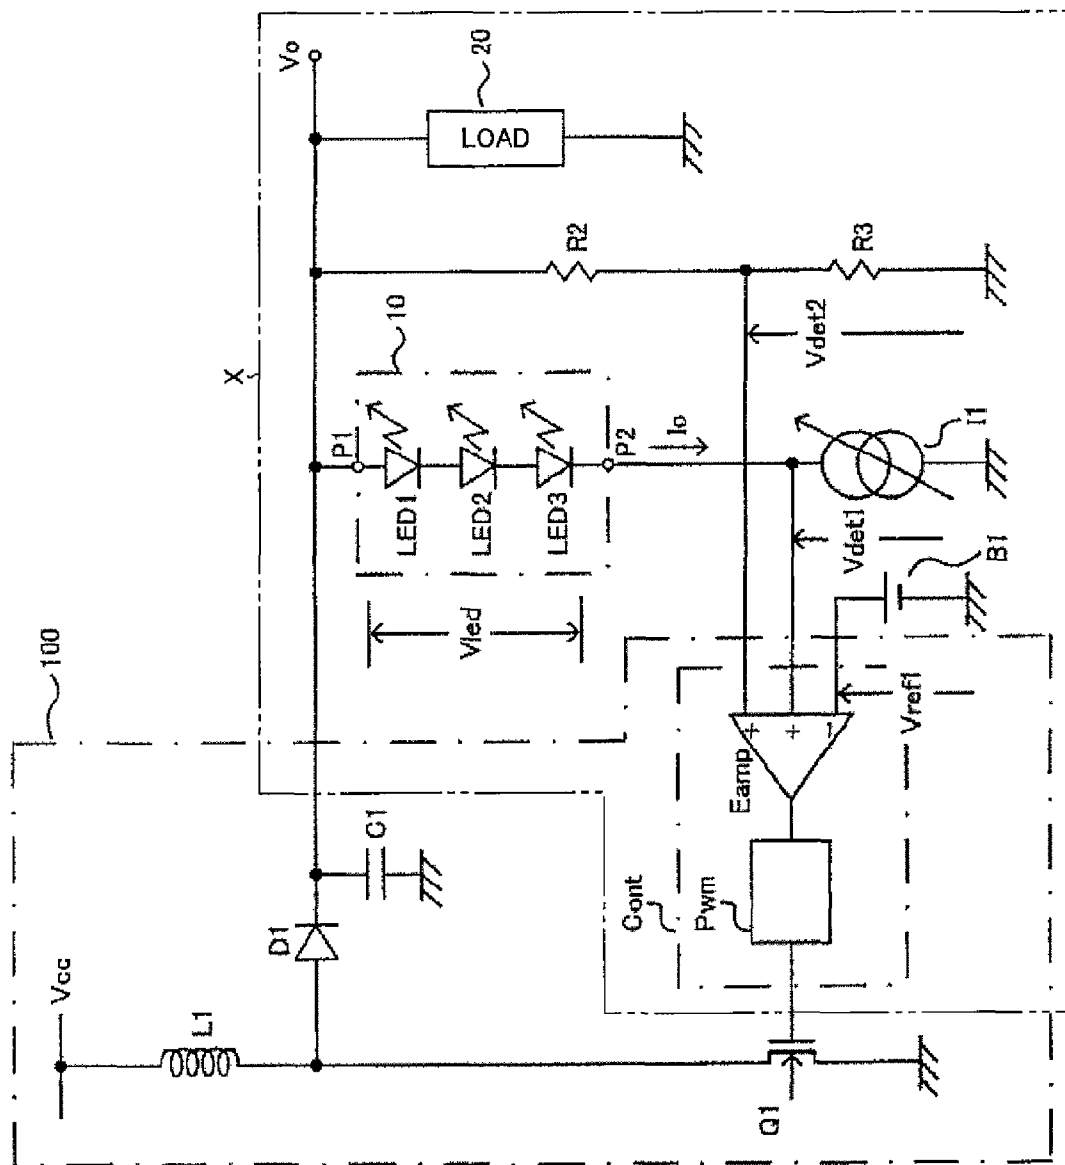 100
Vcc
L1
D1
C1
X
Vo
20
LOAD
R2
R3
10
P1
LED1
LED2
LED3
P2
Io
Vled
Vdet2
Vdet1
I1
B1
Vref1
Eamp
+
+
−
Cont
Pwm
Q1